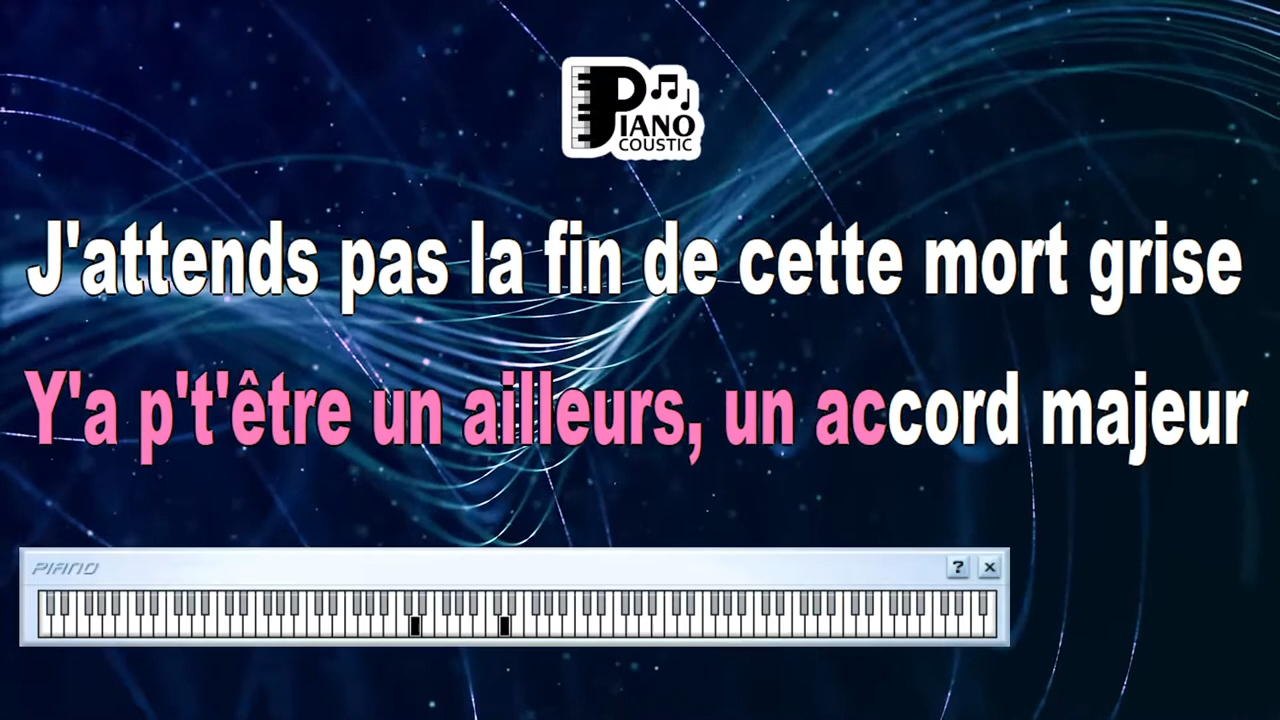 PIANO
COUSTIC
J'attends pas la fin de cette mort grise
Y'a p't'être un ailleurs, un accord majeur
PIANO
? ×